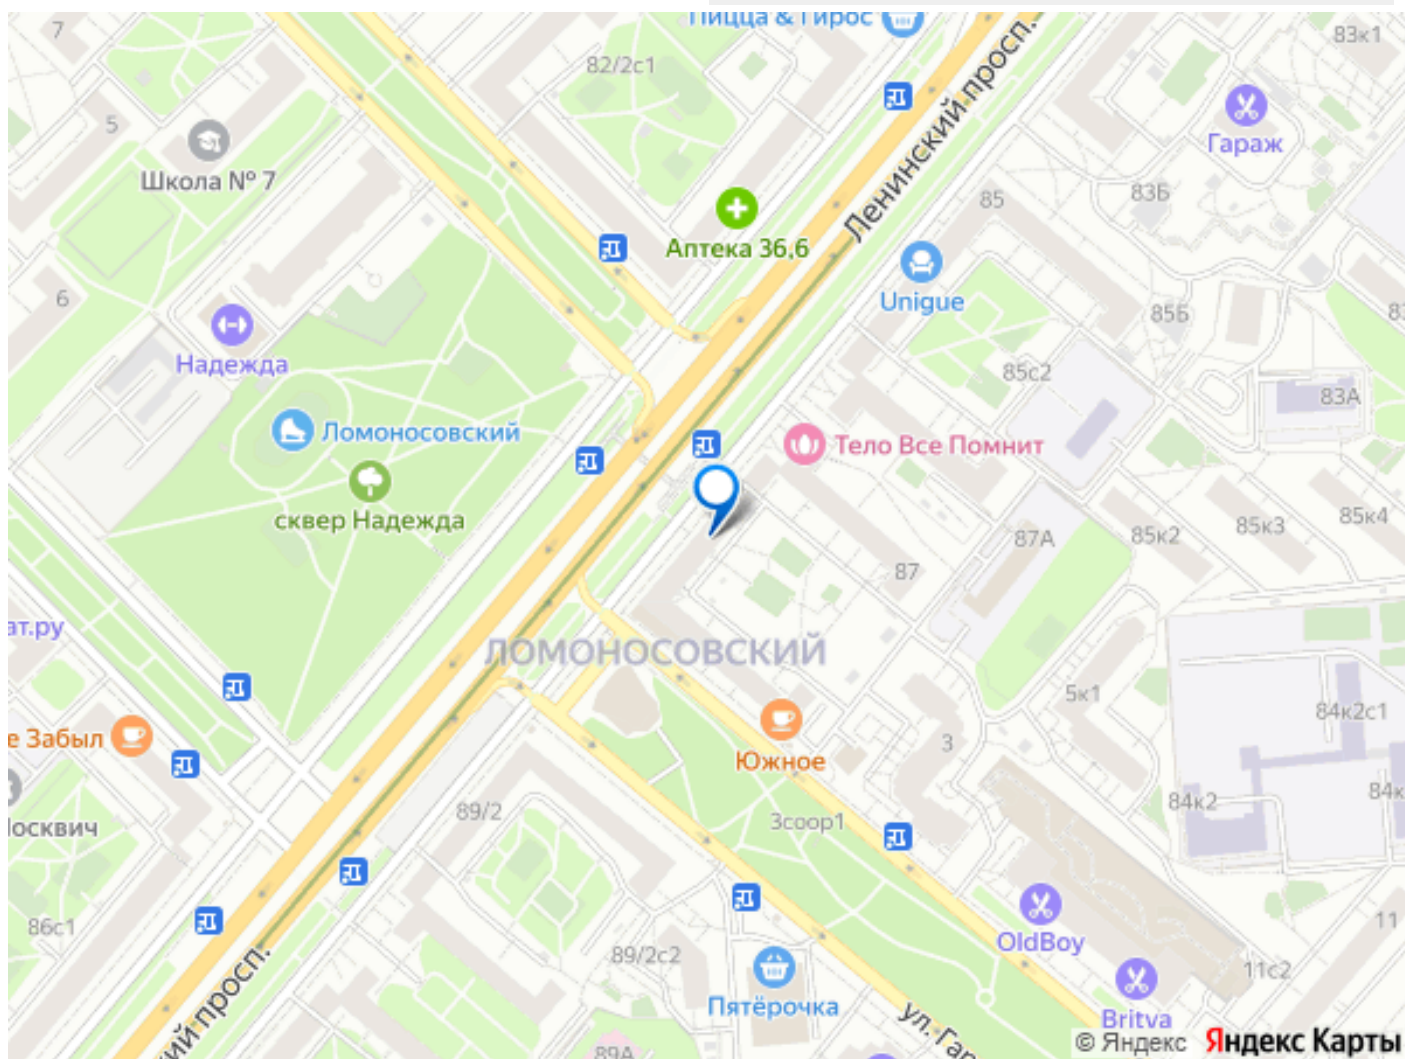 Пицца & Гирос
7
82/2с1
83к1
Ленинский просп.
Гараж
5
Школа № 7
85
83Б
Аптека 36,6
6
Unigue
85Б
Надежда
85с2
83А
Ломоносовский
Тело Все Помнит
сквер Надежда
87А
85к2
85к3
85к4
87
ат.ру
ЛОМОНОСОВСКИЙ
5к1
84к2с1
е Забыл
Южное
3
84к2
84к
89/2
3соор1
осквич
86с1
OldBoy
11
89/2с2
11с2
Пятёрочка
ий просп.
ул. Гар
Britva
89А
© Яндекс Яндекс Карты